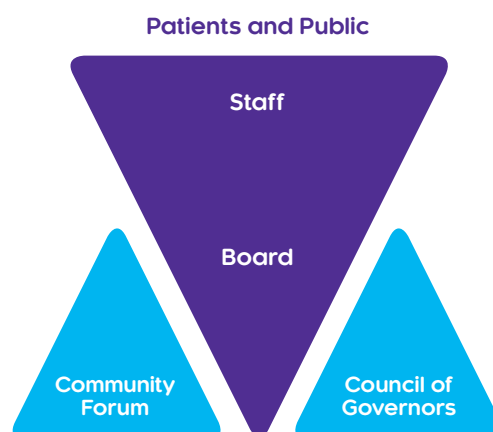 Patients and Public
Staff
Board
Community
Forum
Council of
Governors